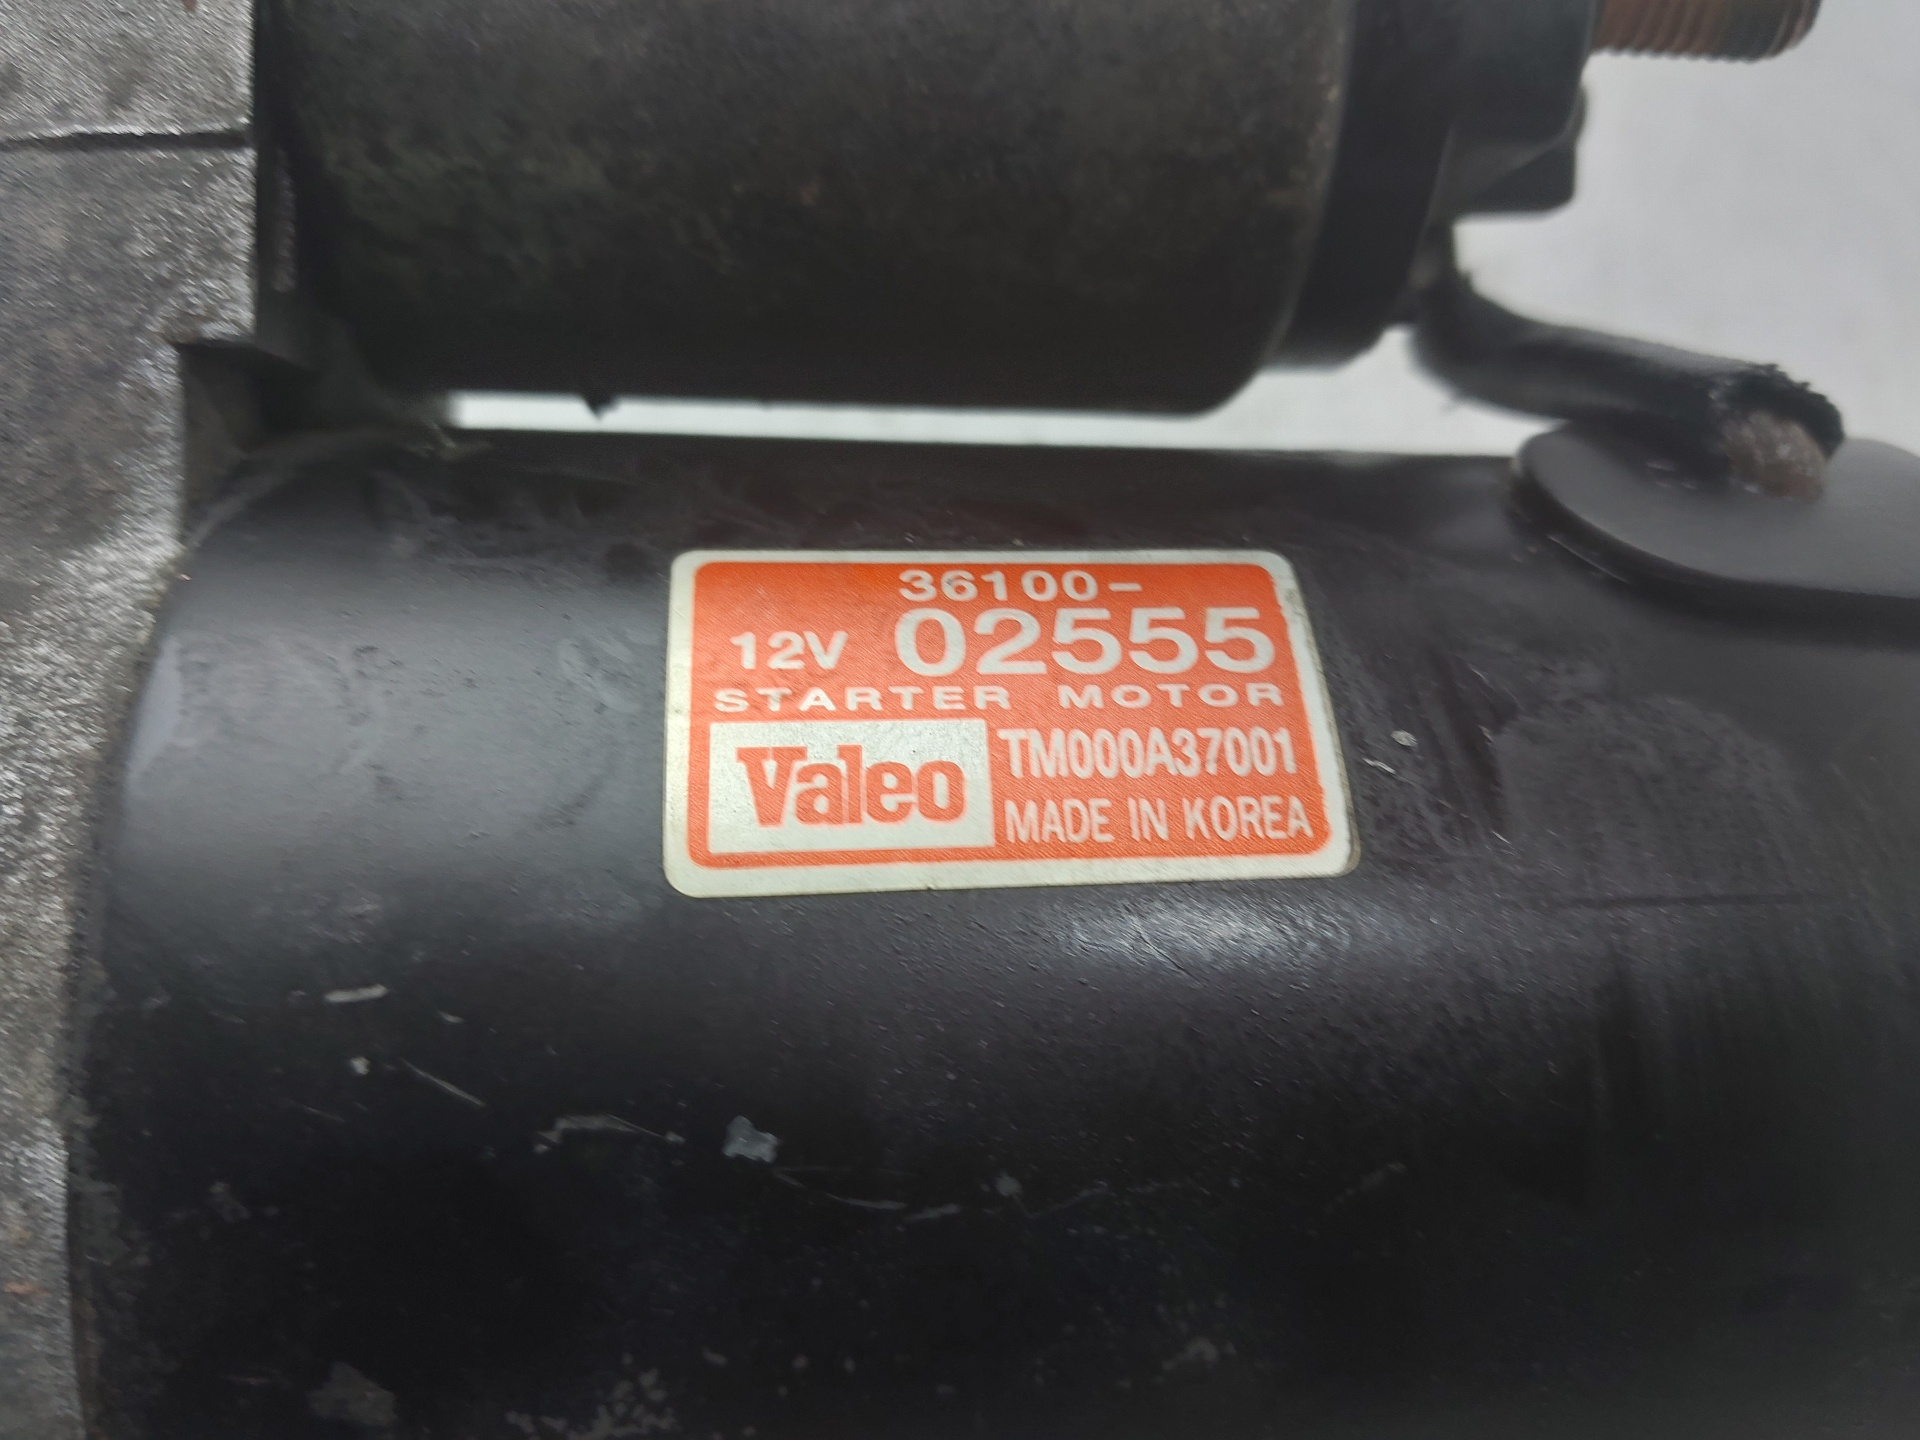 36100-
12V 02555
STARTER MOTOR
Valeo TM000A37001
MADE IN KOREA